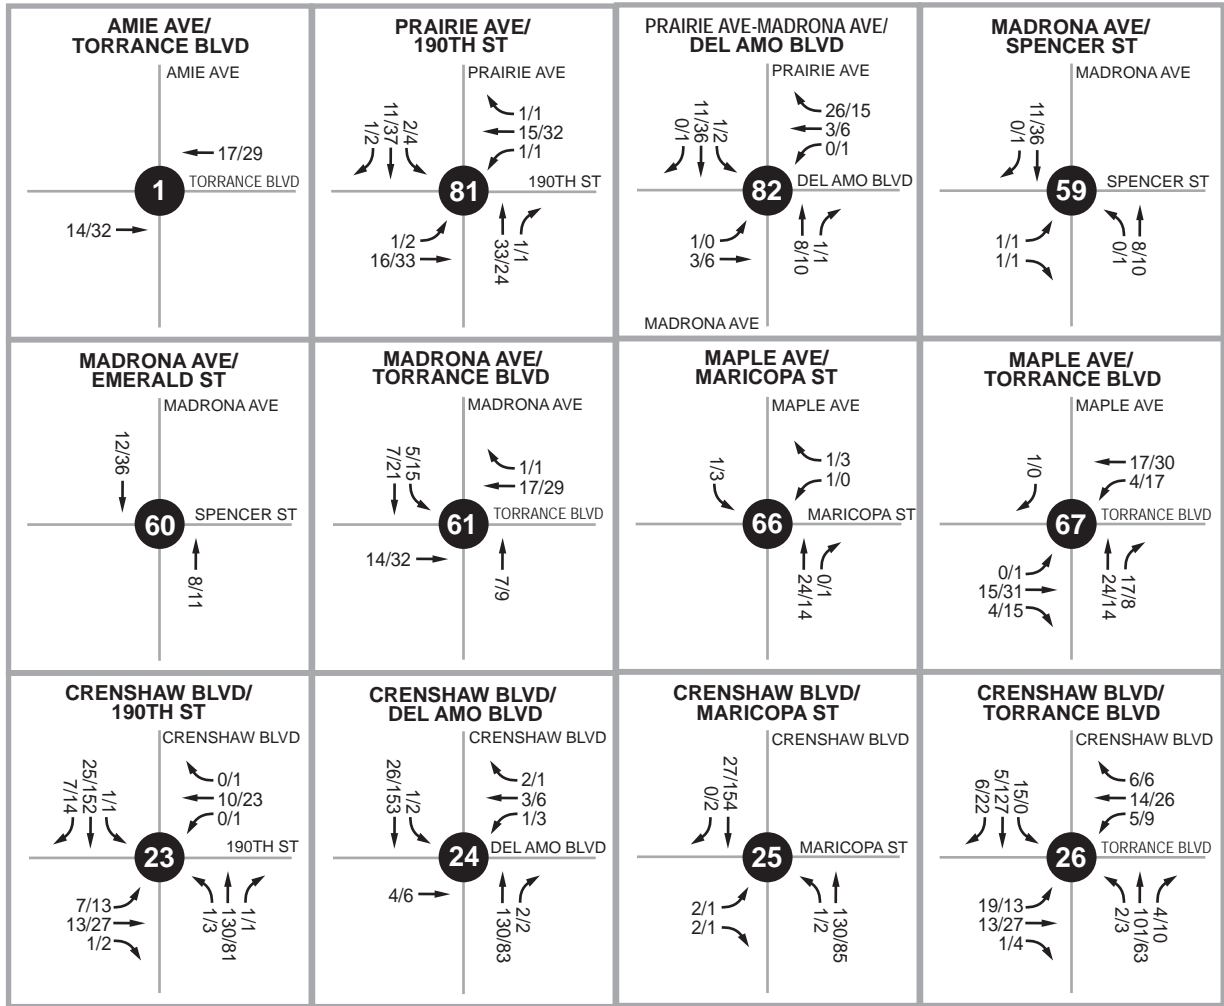 AMIE AVE/
TORRANCE BLVD
AMIE AVE
17/29
1
TORRANCE BLVD
14/32
PRAIRIE AVE/
190TH ST
PRAIRIE AVE
1/2
11/37
2/4
1/1
15/32
1/1
81
190TH ST
1/2
16/33
33/24
1/1
PRAIRIE AVE-MADRONA AVE/
DEL AMO BLVD
PRAIRIE AVE
0/1
11/36
1/2
26/15
3/6
0/1
82
DEL AMO BLVD
1/0
3/6
8/10
1/1
MADRONA AVE
MADRONA AVE/
SPENCER ST
MADRONA AVE
0/1
11/36
59
SPENCER ST
1/1
1/1
0/1
8/10
MADRONA AVE/
EMERALD ST
MADRONA AVE
12/36
60
SPENCER ST
8/11
MADRONA AVE/
TORRANCE BLVD
MADRONA AVE
7/21
5/15
1/1
17/29
61
TORRANCE BLVD
14/32
7/9
MAPLE AVE/
MARICOPA ST
MAPLE AVE
1/3
1/3
1/0
66
MARICOPA ST
24/14
0/1
MAPLE AVE/
TORRANCE BLVD
MAPLE AVE
1/0
17/30
4/17
67
TORRANCE BLVD
0/1
15/31
4/15
24/14
17/8
CRENSHAW BLVD/
190TH ST
CRENSHAW BLVD
7/14
25/152
1/1
0/1
10/23
0/1
23
190TH ST
7/13
13/27
1/2
1/3
130/81
1/1
CRENSHAW BLVD/
DEL AMO BLVD
CRENSHAW BLVD
26/153
1/2
2/1
3/6
1/3
24
DEL AMO BLVD
4/6
130/83
2/2
CRENSHAW BLVD/
MARICOPA ST
CRENSHAW BLVD
0/2
27/154
25
MARICOPA ST
2/1
2/1
1/2
130/85
CRENSHAW BLVD/
TORRANCE BLVD
CRENSHAW BLVD
6/22
5/127
15/0
6/6
14/26
5/9
26
TORRANCE BLVD
19/13
13/27
1/4
2/3
101/63
4/10